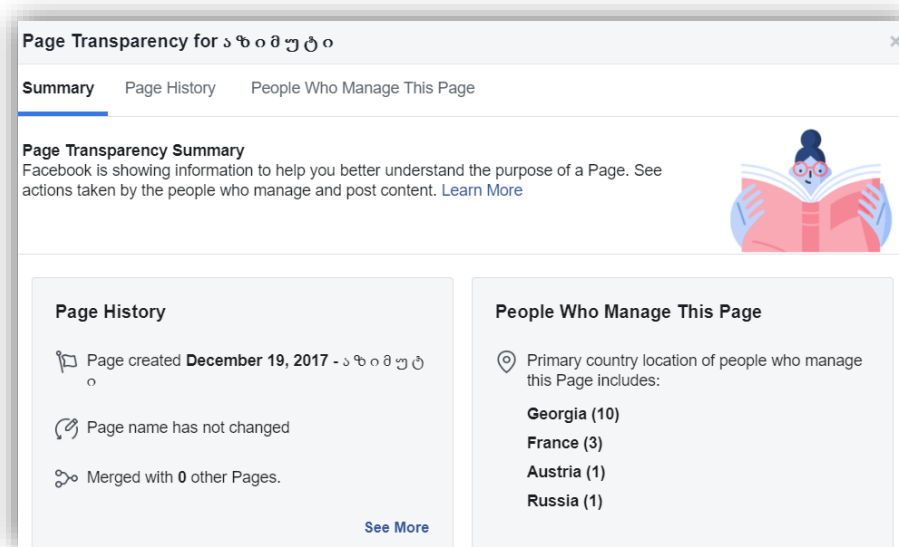 Page Transparency for ა ზ ი მ უ ტ ი
Summary Page History People Who Manage This Page
Page Transparency Summary
Facebook is showing information to help you better understand the purpose of a Page. See
actions taken by the people who manage and post content. Learn More
Page History
Page created December 19, 2017 - ა ზ ი მ უ ტ
ი
Page name has not changed
Merged with 0 other Pages.
See More
People Who Manage This Page
Primary country location of people who manage
this Page includes:
Georgia (10)
France (3)
Austria (1)
Russia (1)